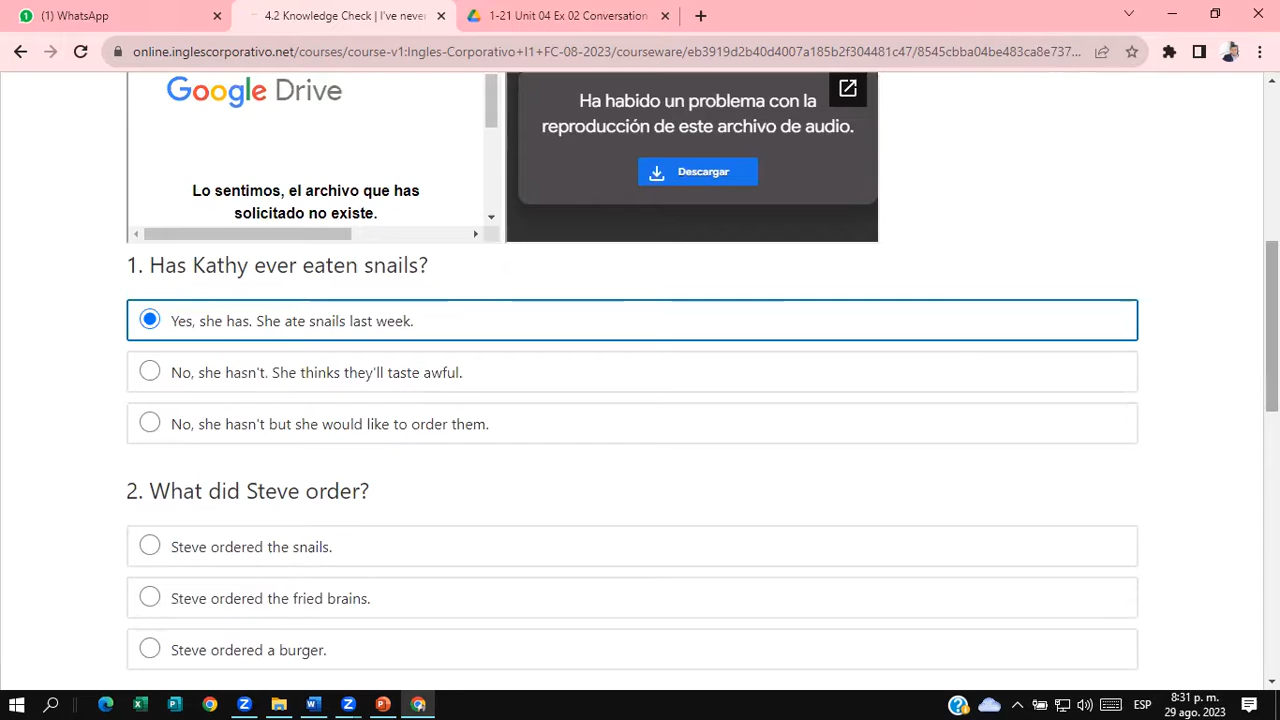 (1) WhatsApp
4.2 Knowledge Check | I've never
1-21 Unit 04 Ex 02 Conversation
online.inglescorporativo.net/courses/course-v1:Ingles-Corporativo+I1+FC-08-2023/courseware/eb3919d2b40d4007a185b2f304481c47/8545cbba04be483ca8e737...
Google Drive
Lo sentimos, el archivo que has
solicitado no existe.
Ha habido un problema con la
reproducción de este archivo de audio.
Descargar
1. Has Kathy ever eaten snails?
Yes, she has. She ate snails last week.
No, she hasn't. She thinks they'll taste awful.
No, she hasn't but she would like to order them.
2. What did Steve order?
Steve ordered the snails.
Steve ordered the fried brains.
Steve ordered a burger.
ESP
8:31 p. m.
29 ago. 2023